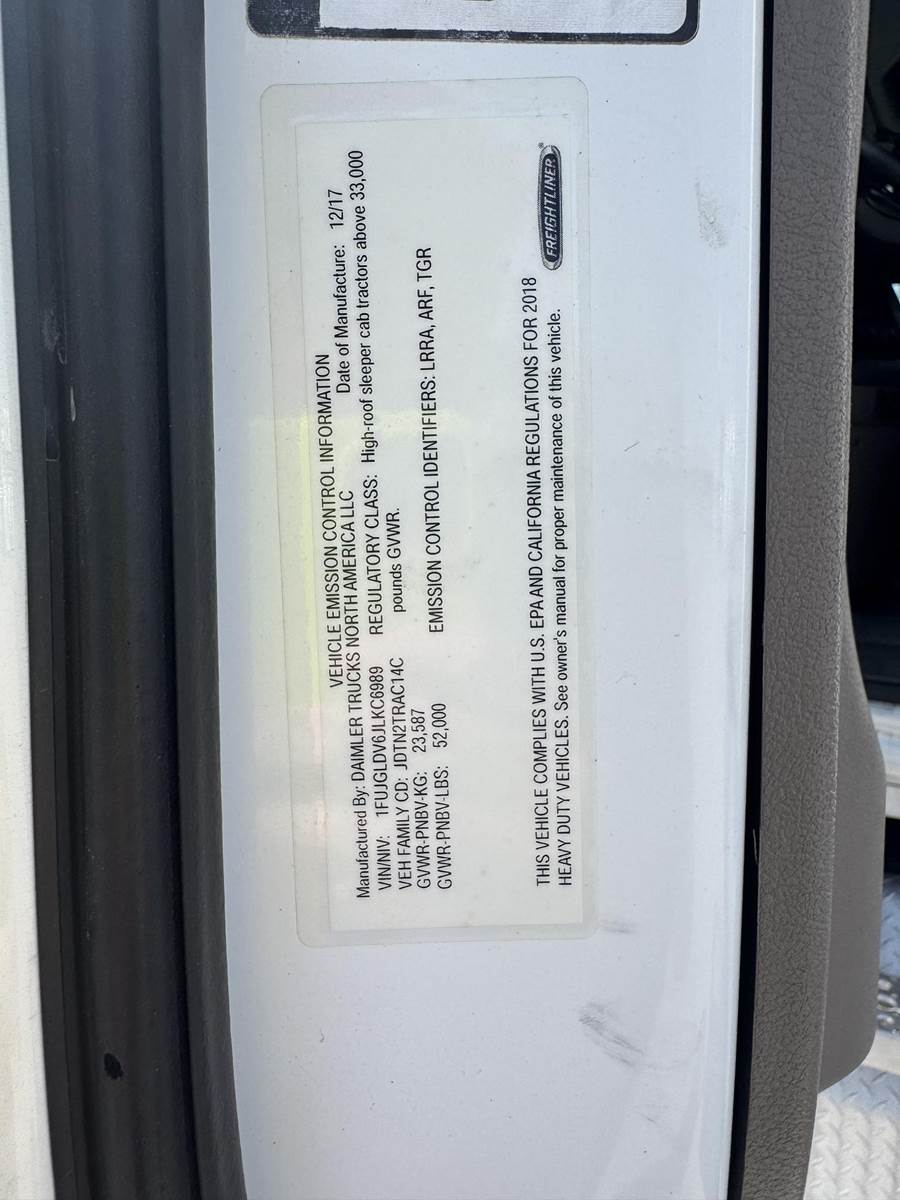 VEHICLE EMISSION CONTROL INFORMATION
Manufactured By: DAIMLER TRUCKS NORTH AMERICA LLC Date of Manufacture: 12/17
VIN/NIV: 1FUJGLDV6JLKC6989 REGULATORY CLASS: High-roof sleeper cab tractors above 33,000
VEH FAMILY CD: JDTN2TRAC14C pounds GVWR.
GVWR-PNBV-KG: 23,587
GVWR-PNBV-LBS: 52,000 EMISSION CONTROL IDENTIFIERS: LRRA, ARF, TGR
THIS VEHICLE COMPLIES WITH U.S. EPA AND CALIFORNIA REGULATIONS FOR 2018
HEAVY DUTY VEHICLES. See owner's manual for proper maintenance of this vehicle.
FREIGHTLINER®